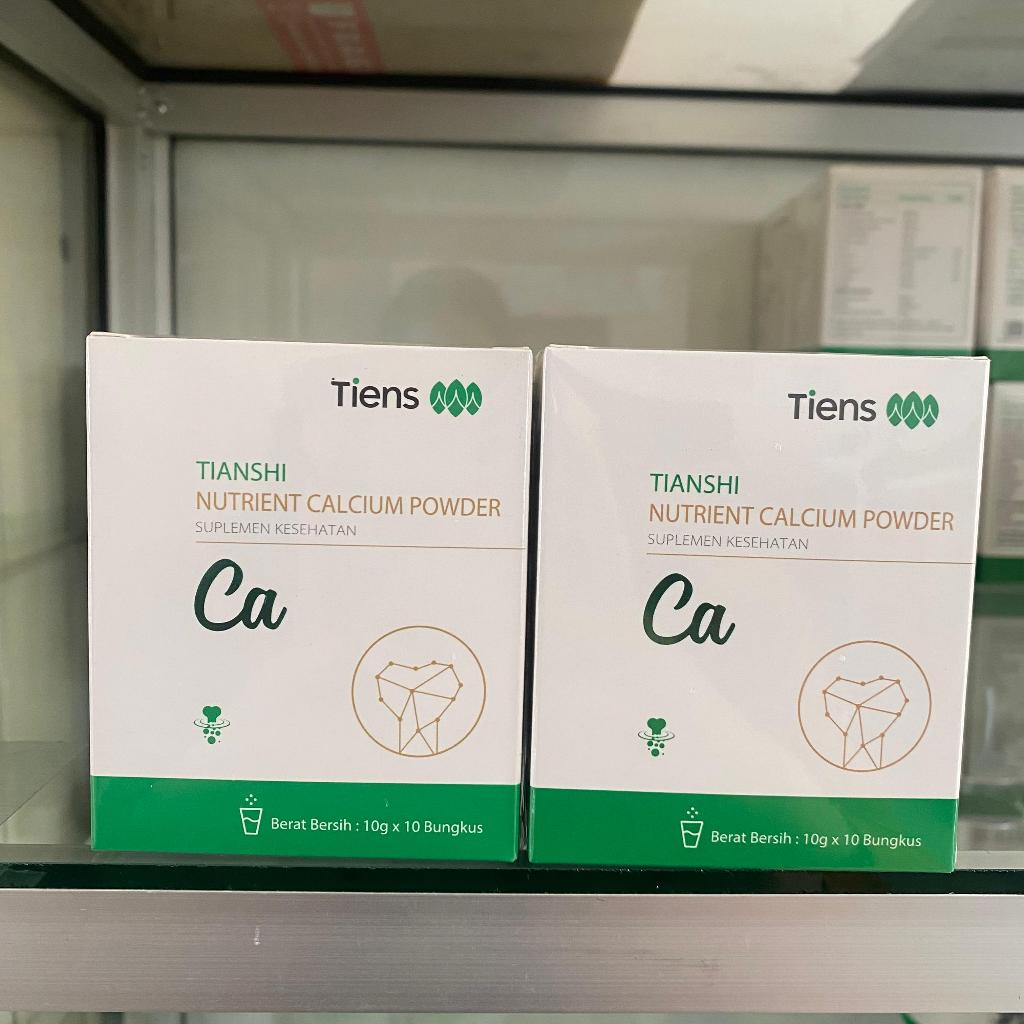 Tiens
TIANSHI
NUTRIENT CALCIUM POWDER
SUPLEMEN KESEHATAN
Ca
Berat Bersih : 10g x 10 Bungkus
Tiens
TIANSHI
NUTRIENT CALCIUM POWDER
SUPLEMEN KESEHATAN
Ca
Berat Bersih : 10g x 10 Bungkus